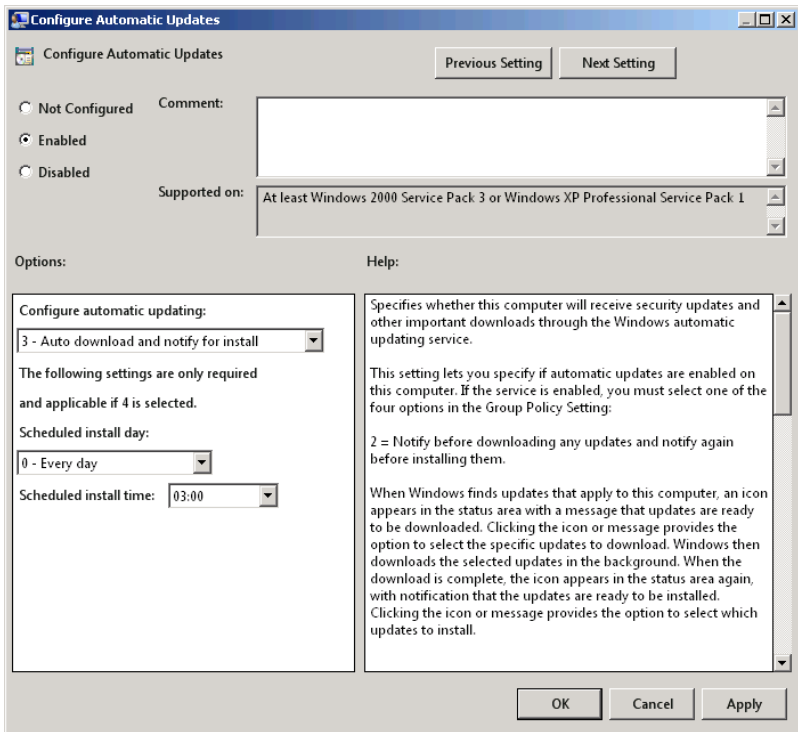 Configure Automatic Updates
Configure Automatic Updates
Previous Setting
Next Setting
Not Configured
Comment:
Enabled
Disabled
Supported on:
At least Windows 2000 Service Pack 3 or Windows XP Professional Service Pack 1
Options:
Help:
Configure automatic updating:
3 - Auto download and notify for install
The following settings are only required
and applicable if 4 is selected.
Scheduled install day:
0 - Every day
Scheduled install time:
03:00
Specifies whether this computer will receive security updates and
other important downloads through the Windows automatic
updating service.
This setting lets you specify if automatic updates are enabled on
this computer. If the service is enabled, you must select one of the
four options in the Group Policy Setting:
2 = Notify before downloading any updates and notify again
before installing them.
When Windows finds updates that apply to this computer, an icon
appears in the status area with a message that updates are ready
to be downloaded. Clicking the icon or message provides the
option to select the specific updates to download. Windows then
downloads the selected updates in the background. When the
download is complete, the icon appears in the status area again,
with notification that the updates are ready to be installed.
Clicking the icon or message provides the option to select which
updates to install.
OK
Cancel
Apply